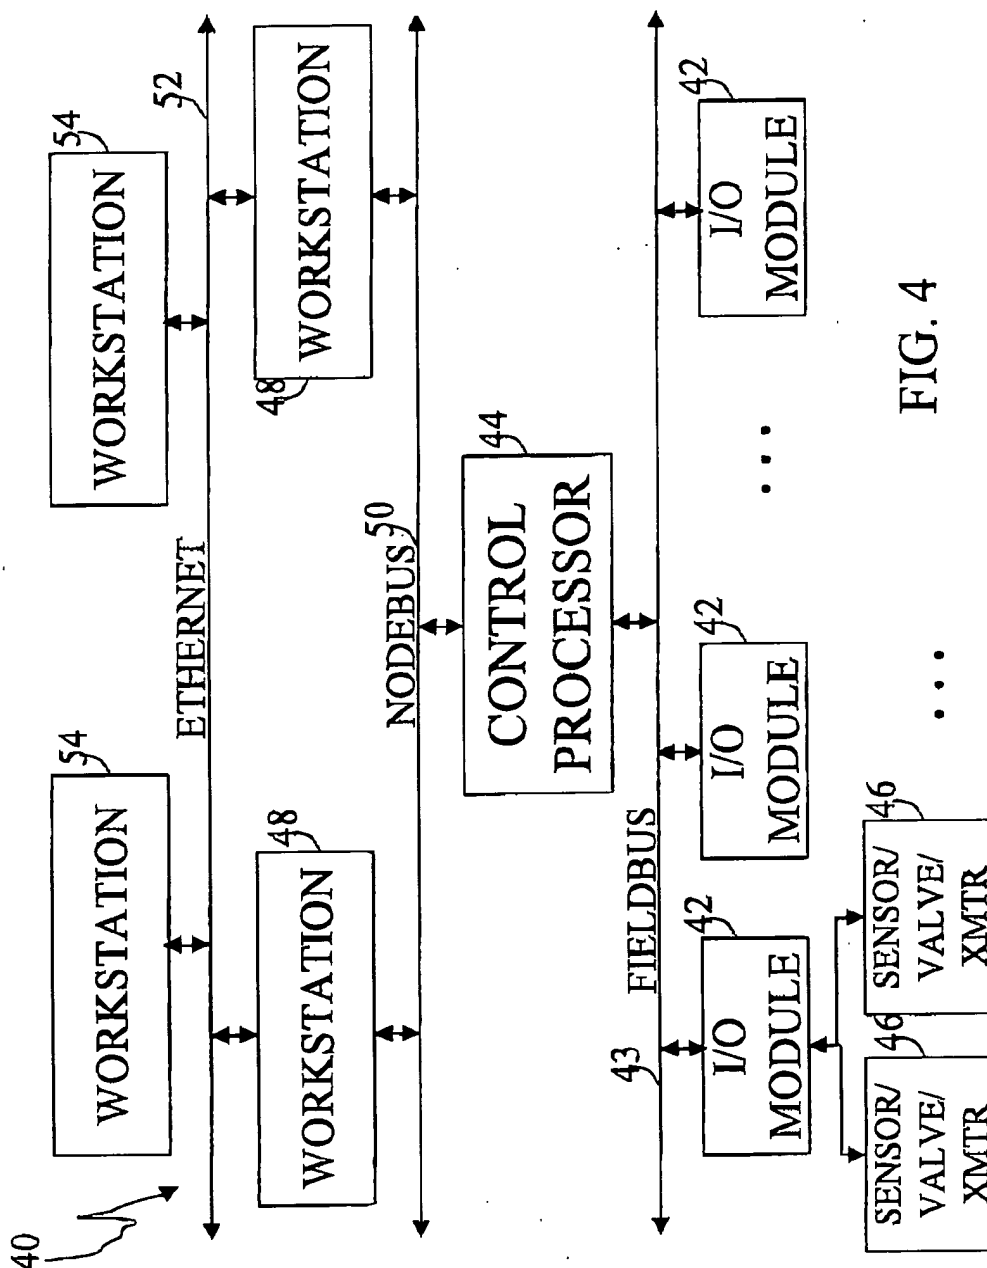 40
54
WORKSTATION
54
WORKSTATION
ETHERNET
52
48
WORKSTATION
48
WORKSTATION
NODEBUS
50
44
CONTROL
PROCESSOR
43
FIELDBUS
42
I/O
MODULE
42
I/O
MODULE
...
42
I/O
MODULE
46
SENSOR/
VALVE/
XMTR
46
SENSOR/
VALVE/
XMTR
...
FIG. 4